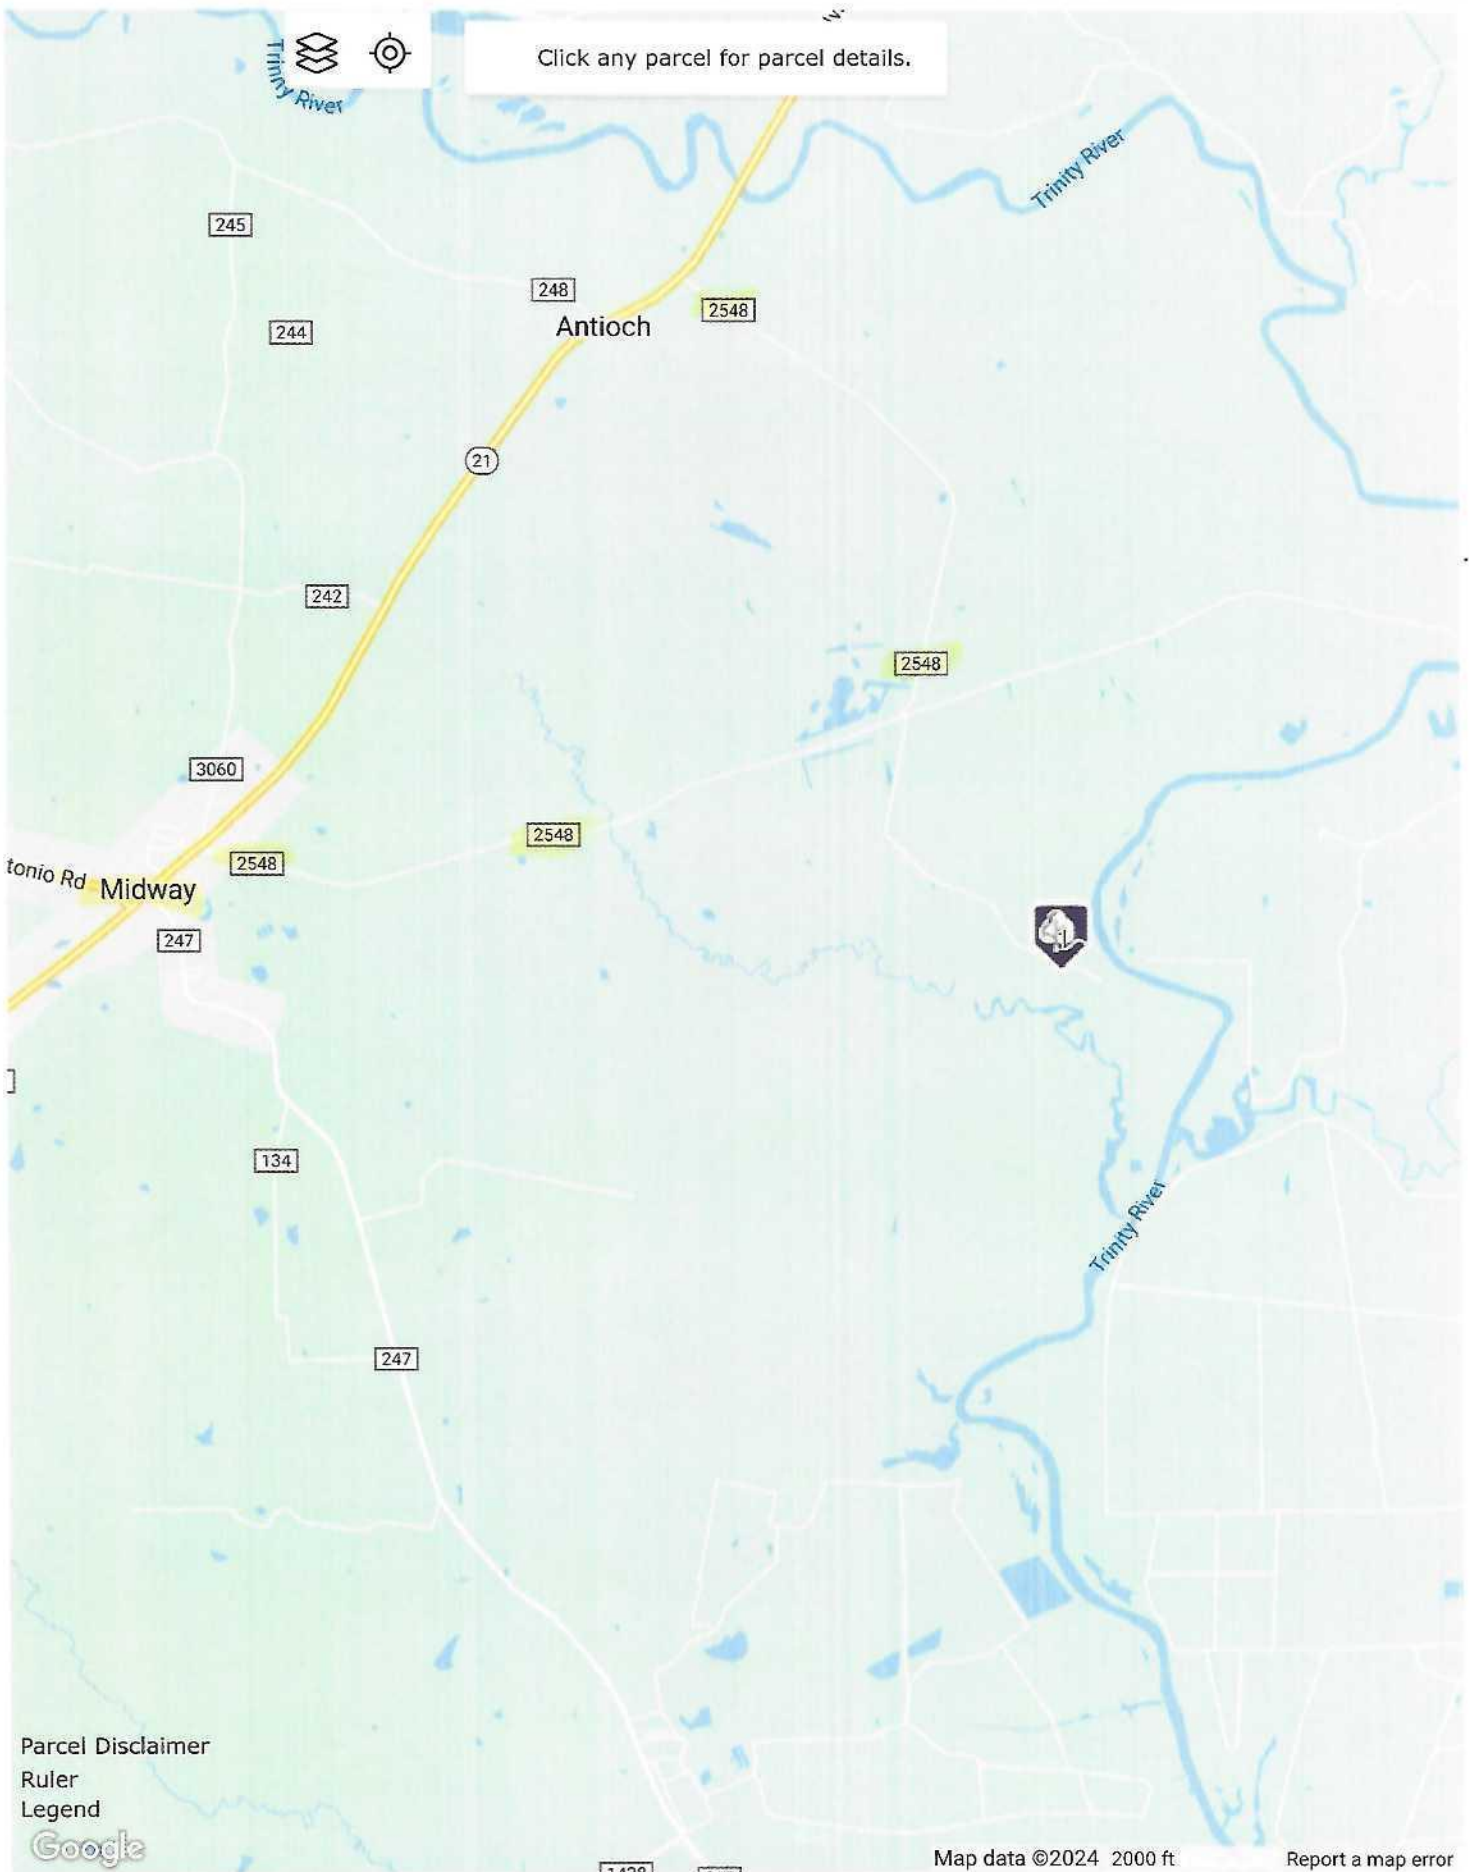 Click any parcel for parcel details.
Trinity River
Trinity River
245
248
2548
244
Antioch
21
242
2548
3060
2548
2548
tonio Rd
Midway
247
134
Trinity River
247
Parcel Disclaimer
Ruler
Legend
Google
Map data ©2024
2000 ft
Report a map error